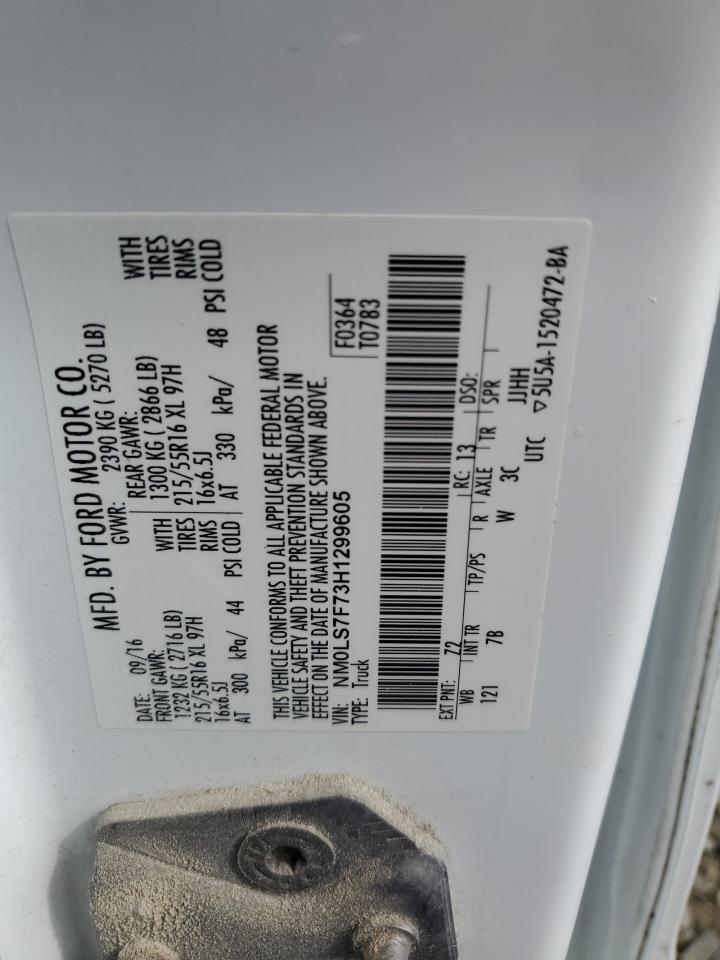 MFD. BY FORD MOTOR CO.
DATE: 09/16 GVWR: 2390 KG ( 5270 LB)
FRONT GAWR: REAR GAWR:
1232 KG ( 2716 LB) WITH 1300 KG ( 2866 LB) WITH
215/55R16 XL 97H TIRES 215/55R16 XL 97H TIRES
16x6.5J RIMS 16x6.5J RIMS
AT 300 kPa/ 44 PSI COLD AT 330 kPa/ 48 PSI COLD
THIS VEHICLE CONFORMS TO ALL APPLICABLE FEDERAL MOTOR
VEHICLE SAFETY AND THEFT PREVENTION STANDARDS IN
EFFECT ON THE DATE OF MANUFACTURE SHOWN ABOVE.
VIN: NM0LS7F73H1299605 F0364
TYPE: Truck T0783
EXT PNT: 7Z RC: 13 DSO:
WB INT TR TP/PS R AXLE TR SPR
121 7B W 3C JJHH
UTC ▽5U5A-1520472-BA